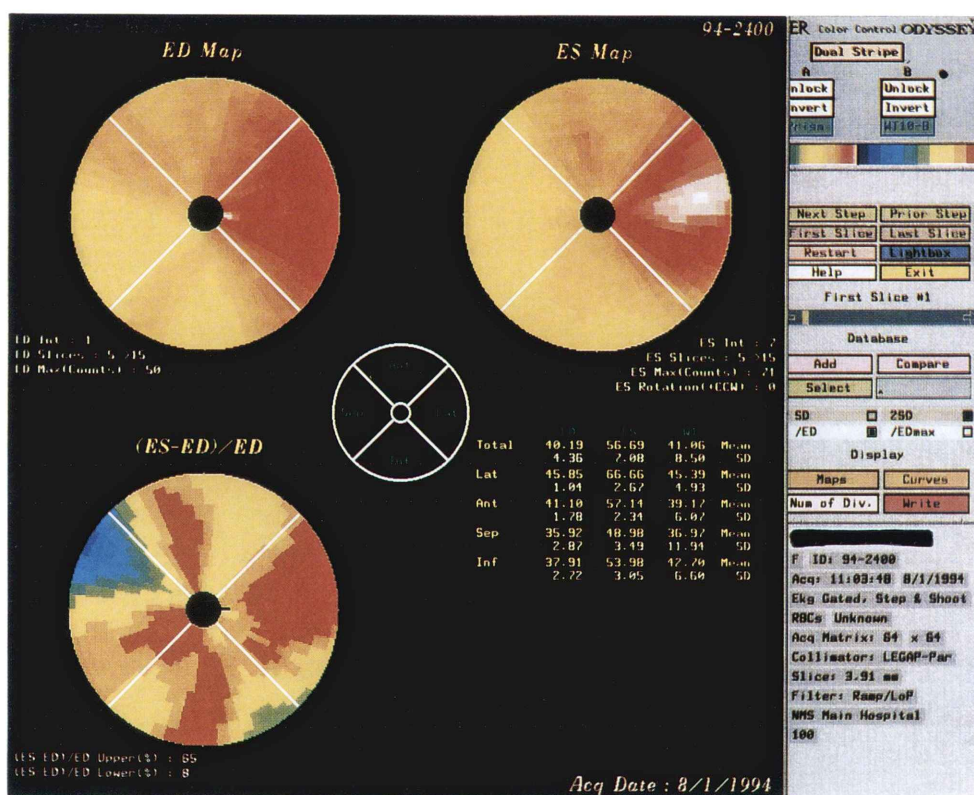 94-2400
ED Map
ES Map
ED Int : 1
ED Slices : 5 >15
ED Max(Counts) : 50
ES Int : 7
ES Slices : 5 >15
ES Max(Counts) : 71
ES Rotation(+CCW) : 0
Lat
(ES-ED)/ED
Total 40.19 56.69 41.06 Mean
4.36 7.08 8.50 SD
Lat 45.85 66.66 45.39 Mean
1.04 2.67 4.93 SD
Ant 41.10 57.14 39.17 Mean
1.78 2.34 6.07 SD
Sep 35.92 48.98 36.97 Mean
2.87 3.49 11.94 SD
Inf 37.91 53.98 42.70 Mean
2.72 3.05 6.60 SD
(ES-ED)/ED Upper(%) : 65
(ES-ED)/ED Lower(%) : 8
Acq Date : 8/1/1994
ER Color Control ODYSSEY
Dual Stripe
A B
nlock Unlock
nvert Invert
rism
Next Step Prior Step
First Slice Last Slice
Restart Lightbox
Help Exit
First Slice #1
Database
Add Compare
Select
SD 2SD
/ED /EDmax
Display
Maps Curves
Num of Div. Write
F ID: 94-2400
Acq: 11:03:48 8/1/1994
Ekg Gated, Step & Shoot
RBCs Unknown
Acq Matrix: 64 x 64
Collimator: LEGAP-Par
Slice: 3.91 mm
Filter: Ramp/LoP
NMS Main Hospital
100